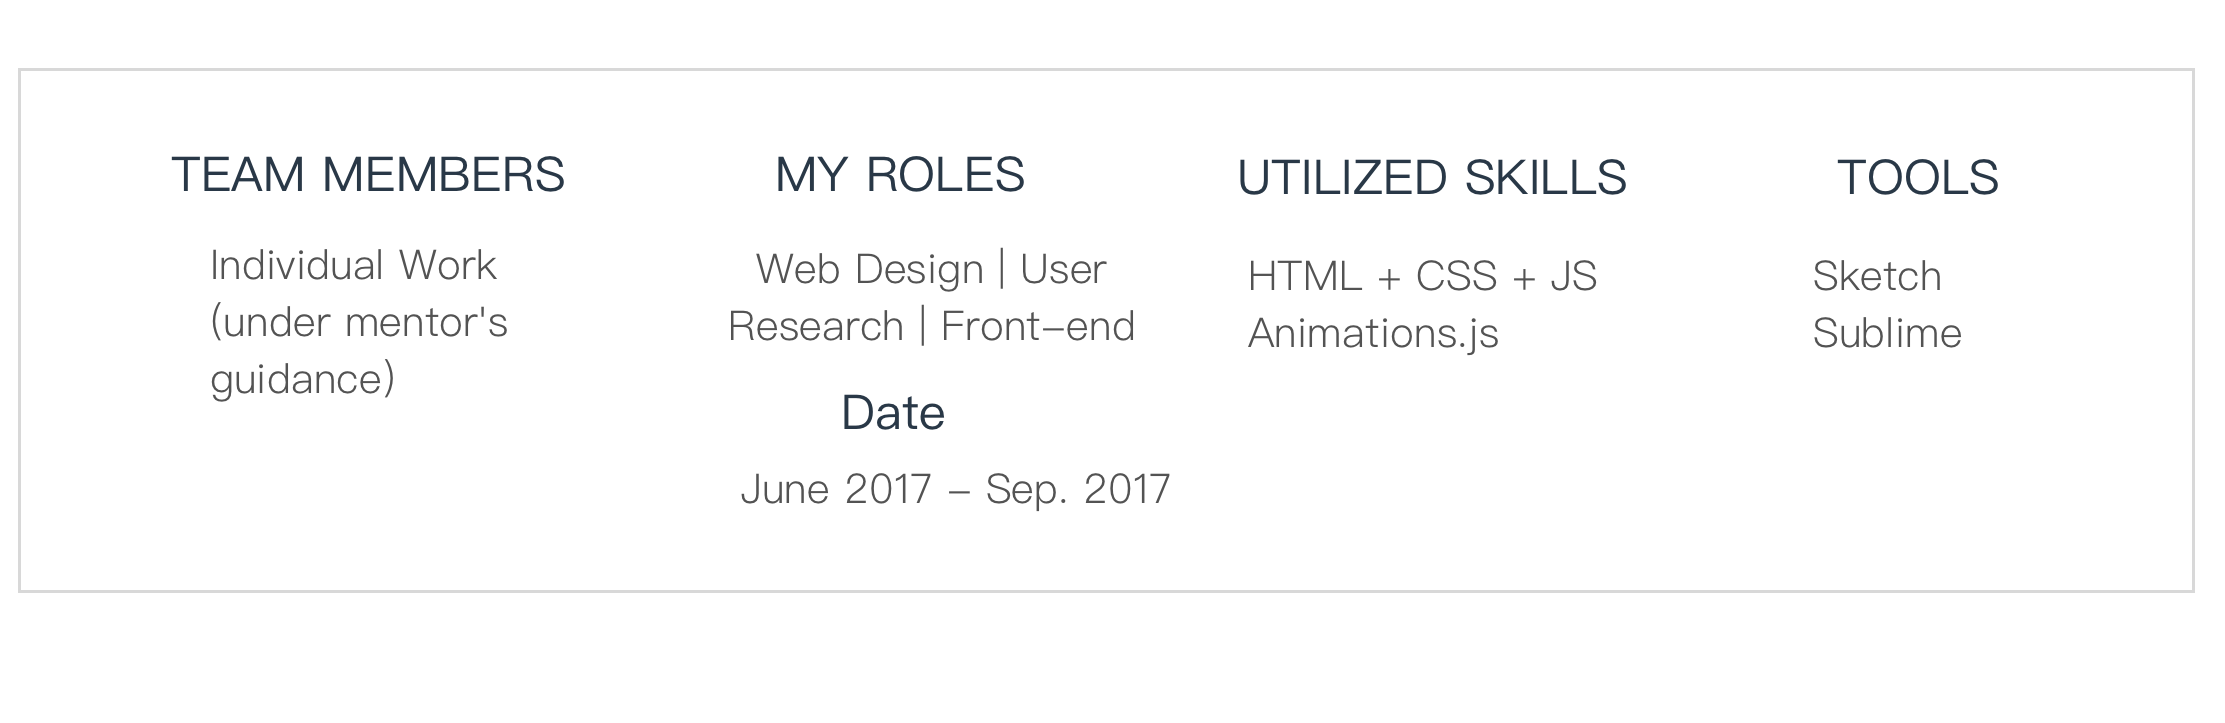 TEAM MEMBERS
Individual Work
(under mentor's
guidance)
MY ROLES
Web Design | User
Research | Front-end
Date
June 2017 - Sep. 2017
UTILIZED SKILLS
HTML + CSS + JS
Animations.js
TOOLS
Sketch
Sublime